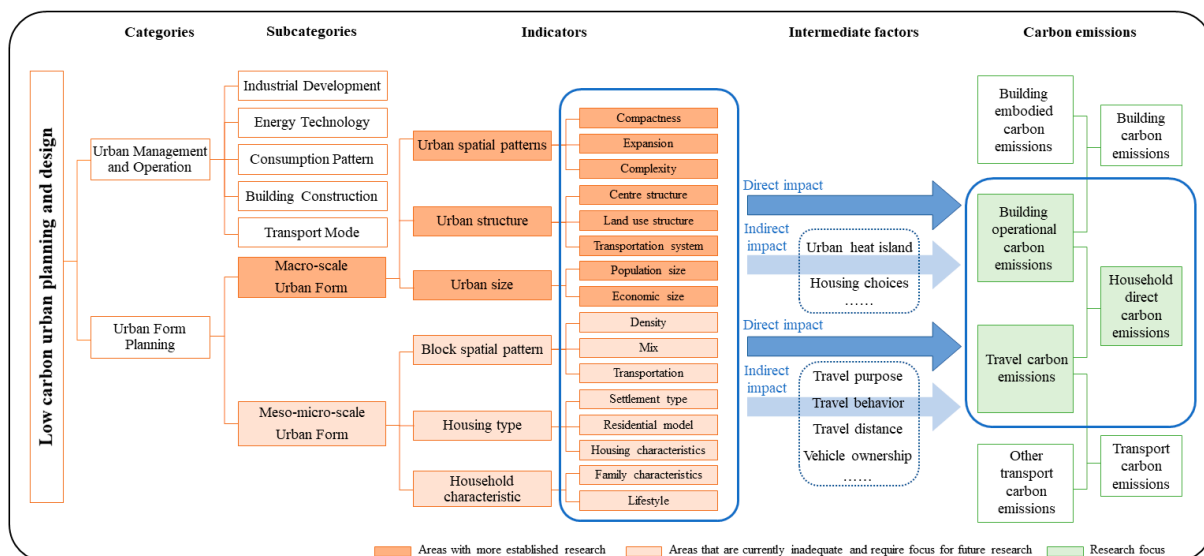 Categories
Subcategories
Indicators
Intermediate factors
Carbon emissions
Low carbon urban planning and design
Urban Management
and Operation
Urban Form
Planning
Industrial Development
Energy Technology
Consumption Pattern
Building Construction
Transport Mode
Macro-scale
Urban Form
Meso-micro-scale
Urban Form
Urban spatial patterns
Urban structure
Urban size
Block spatial pattern
Housing type
Household
characteristic
Compactness
Expansion
Complexity
Centre structure
Land use structure
Transportation system
Population size
Economic size
Density
Mix
Transportation
Settlement type
Residential model
Housing characteristics
Family characteristics
Lifestyle
Direct impact
Indirect
impact
Urban heat island
Housing choices
……
Direct impact
Indirect
impact
Travel purpose
Travel behavior
Travel distance
Vehicle ownership
……
Building
embodied
carbon
emissions
Building
carbon
emissions
Building
operational
carbon
emissions
Household
direct
carbon
emissions
Travel carbon
emissions
Other
transport
carbon
emissions
Transport
carbon
emissions
Areas with more established research
Areas that are currently inadequate and require focus for future research
Research focus